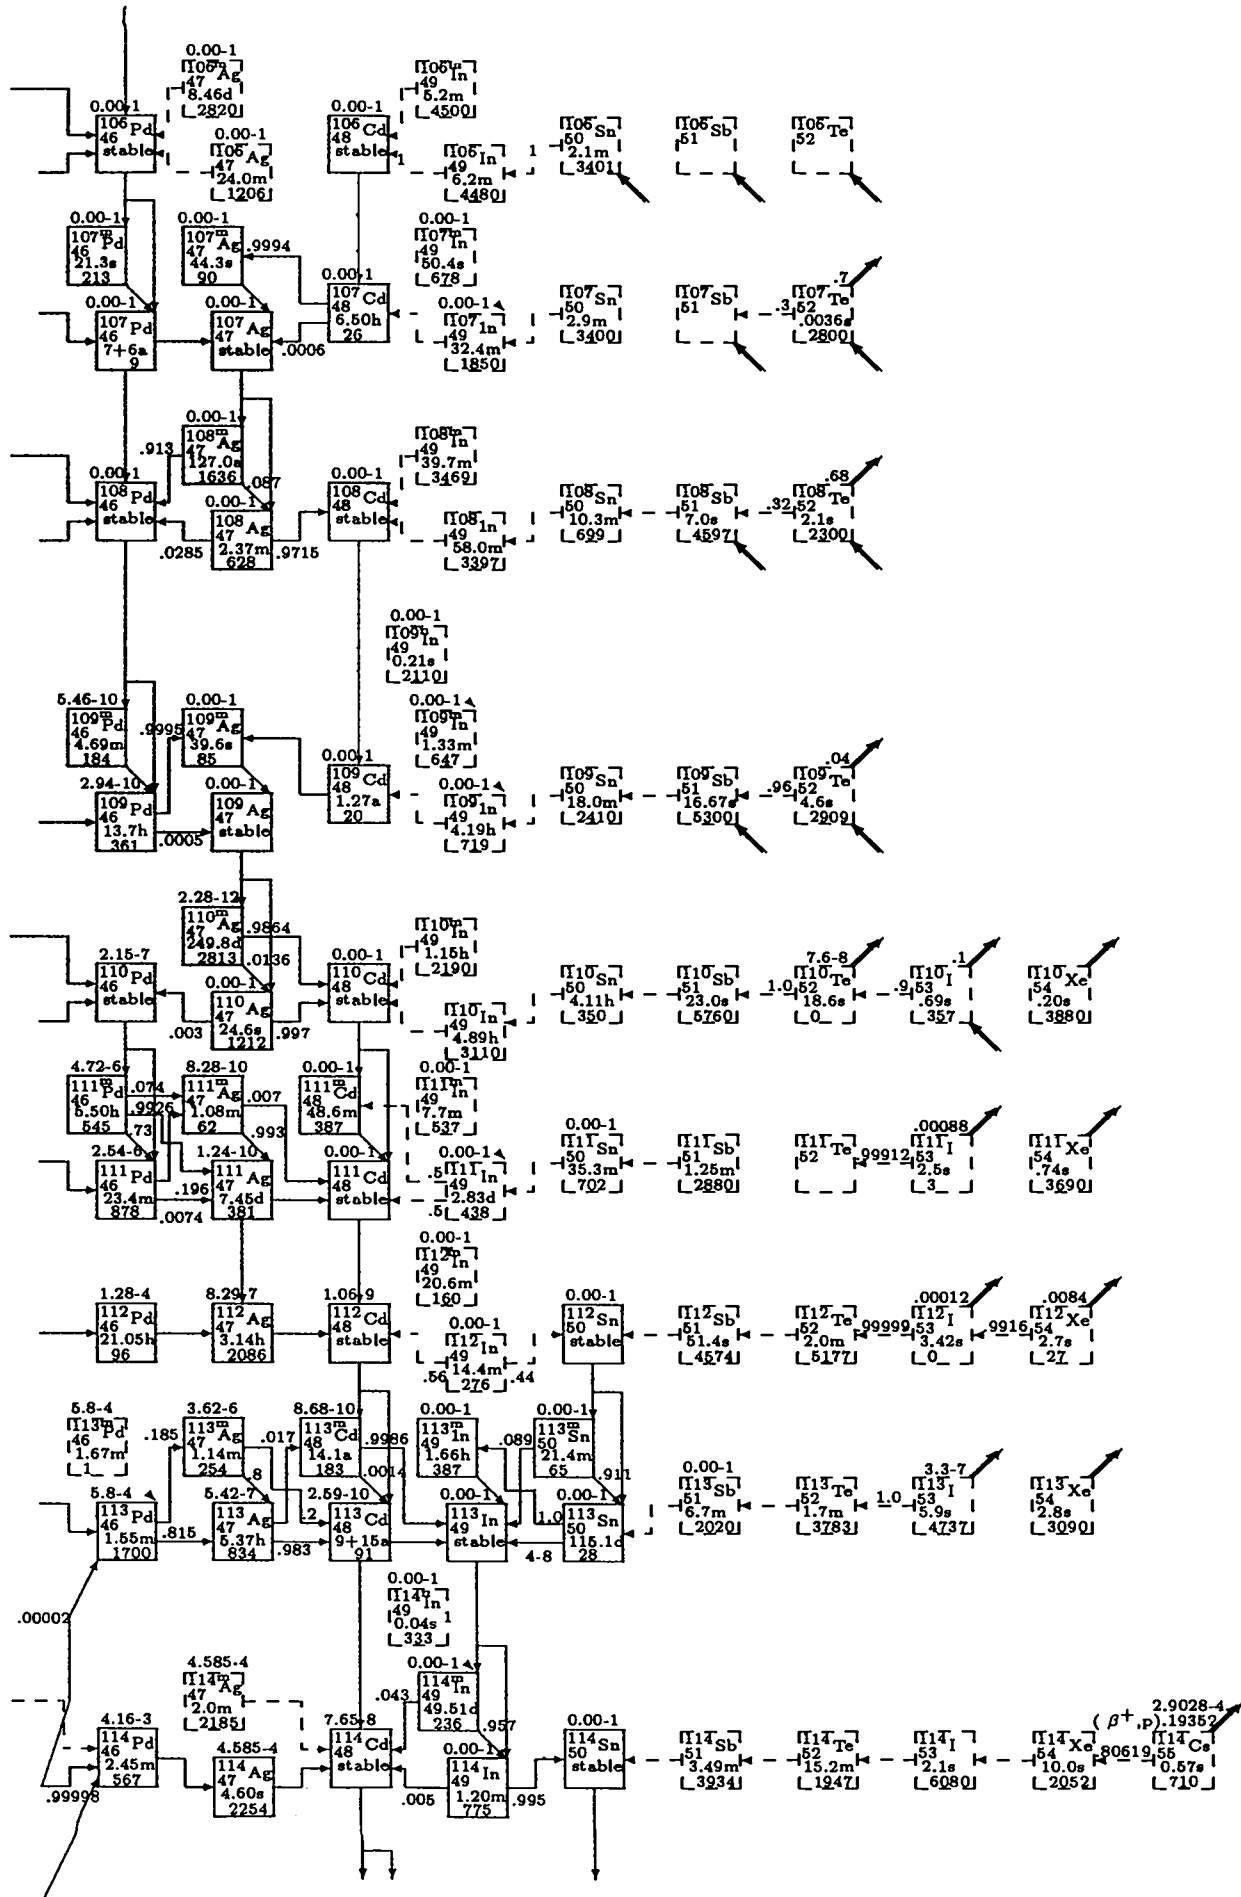 0.00-1
106m Ag
47
8.46d
2820
0.00-1
106m In
49
5.2m
4500
0.00-1
106 Pd
46
stable
0.00-1
106 Ag
47
24.0m
1206
0.00-1
106 Cd
48
stable
1
106 In
49
6.2m
4480
1
106 Sn
50
2.1m
3401
106 Sb
51
106 Te
52
0.00-1
107m Pd
46
21.3s
213
0.00-1
107m Ag
47
44.3s
90
.9994
0.00-1
107m In
49
50.4s
678
0.00-1
107 Pd
46
7+6a
9
0.00-1
107 Ag
47
stable
.0006
0.00-1
107 Cd
48
6.50h
26
0.00-1
107 In
49
32.4m
1850
107 Sn
50
2.9m
3400
107 Sb
51
.3
.7
107 Te
52
.0036s
2800
0.00-1
108m Ag
47
127.0a
1636
.913
.087
0.00-1
108m In
49
39.7m
3469
0.00-1
108 Pd
46
stable
.0285
0.00-1
108 Ag
47
2.37m
628
.9715
0.00-1
108 Cd
48
stable
108 In
49
58.0m
3397
108 Sn
50
10.3m
699
108 Sb
51
7.0s
4597
.32
.68
108 Te
52
2.1s
2300
0.00-1
109n In
49
0.21s
2110
5.46-10
109m Pd
46
4.69m
184
.9995
0.00-1
109m Ag
47
39.6s
85
0.00-1
109m In
49
1.33m
647
2.94-10
109 Pd
46
13.7h
361
.0005
0.00-1
109 Ag
47
stable
0.00-1
109 Cd
48
1.27a
20
0.00-1
109 In
49
4.19h
719
109 Sn
50
18.0m
2410
109 Sb
51
16.67s
5300
.96
.04
109 Te
52
4.6s
2909
2.28-12
110m Ag
47
249.8d
2813
.9864
.0136
0.00-1
110m In
49
1.15h
2190
2.15-7
110 Pd
46
stable
.003
0.00-1
110 Ag
47
24.6s
1212
.997
0.00-1
110 Cd
48
stable
110 In
49
4.89h
3110
110 Sn
50
4.11h
350
110 Sb
51
23.0s
5760
1.0
7.6-8
110 Te
52
18.6s
0
.9
.1
110 I
53
.69s
357
110 Xe
54
.20s
3880
4.72-6
111m Pd
46
5.50h
545
.074
.9926
.73
8.28-10
111m Ag
47
1.08m
62
.007
.993
0.00-1
111m Cd
48
48.6m
387
0.00-1
111m In
49
7.7m
537
2.54-6
111 Pd
46
23.4m
878
.196
.0074
1.24-10
111 Ag
47
7.45d
381
0.00-1
111 Cd
48
stable
.5
.5
0.00-1
111 In
49
2.83d
438
0.00-1
111 Sn
50
35.3m
702
111 Sb
51
1.25m
2880
111 Te
52
.99912
.00088
111 I
53
2.5s
3
111 Xe
54
.74s
3690
0.00-1
112m In
49
20.6m
160
1.28-4
112 Pd
46
21.05h
96
8.29-7
112 Ag
47
3.14h
2086
1.06-9
112 Cd
48
stable
.56
0.00-1
112 In
49
14.4m
276
.44
0.00-1
112 Sn
50
stable
112 Sb
51
51.4s
4574
112 Te
52
2.0m
5177
.99999
.00012
112 I
53
3.42s
0
.9916
.0084
112 Xe
54
2.7s
27
5.8-4
113m Pd
46
1.67m
1
.185
3.62-6
113m Ag
47
1.14m
254
.017
.8
8.68-10
113m Cd
48
14.1a
183
.9986
.0014
0.00-1
113m In
49
1.66h
387
.089
0.00-1
113m Sn
50
21.4m
65
.911
5.8-4
113 Pd
46
1.55m
1700
.815
5.42-7
113 Ag
47
5.37h
834
.2
.983
2.59-10
113 Cd
48
9+15a
91
0.00-1
113 In
49
stable
1.0
4-8
0.00-1
113 Sn
50
115.1d
28
0.00-1
113 Sb
51
6.7m
2020
113 Te
52
1.7m
3783
1.0
3.3-7
113 I
53
5.9s
4737
113 Xe
54
2.8s
3090
.00002
0.00-1
114n In
49
0.04s
333
1
4.585-4
114m Ag
47
2.0m
2185
0.00-1
114m In
49
49.51d
236
.043
.957
.99998
4.16-3
114 Pd
46
2.45m
567
4.585-4
114 Ag
47
4.60s
2254
7.65-8
114 Cd
48
stable
.005
0.00-1
114 In
49
1.20m
775
.995
0.00-1
114 Sn
50
stable
114 Sb
51
3.49m
3934
114 Te
52
15.2m
1947
114 I
53
2.1s
6080
114 Xe
54
10.0s
2052
.80619
2.9028-4
(β+,p).19352
114 Cs
55
0.57s
710